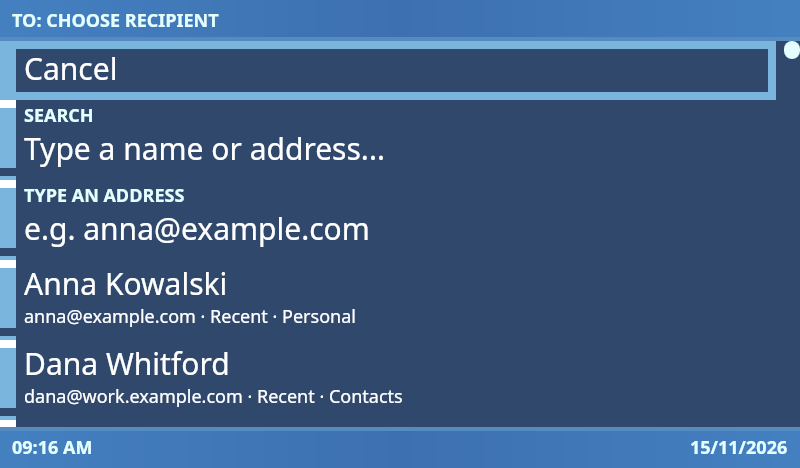 TO: CHOOSE RECIPIENT
Cancel
SEARCH
Type a name or address...
TYPE AN ADDRESS
e.g. anna@example.com
Anna Kowalski
anna@example.com · Recent · Personal
Dana Whitford
dana@work.example.com · Recent · Contacts
09:16 AM
15/11/2026